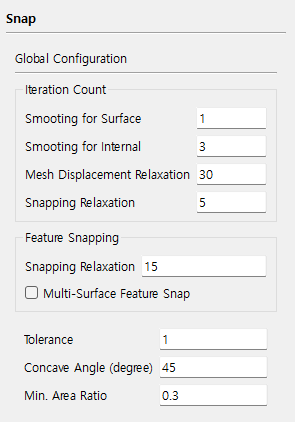 Snap
Global Configuration
Iteration Count
Smooting for Surface 1
Smooting for Internal 3
Mesh Displacement Relaxation 30
Snapping Relaxation 5
Feature Snapping
Snapping Relaxation 15
Multi-Surface Feature Snap
Tolerance 1
Concave Angle (degree) 45
Min. Area Ratio 0.3